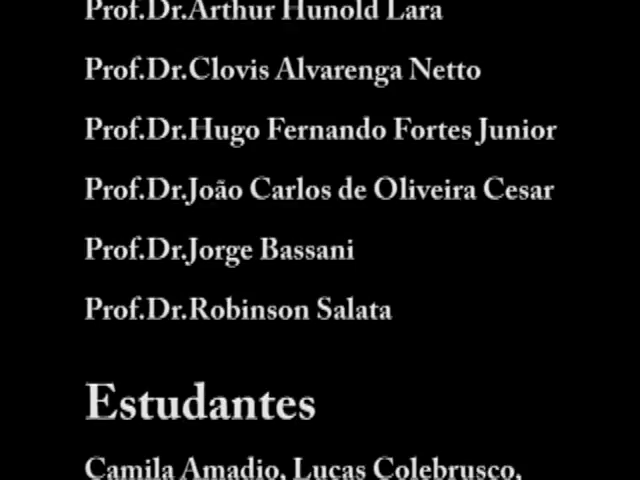 Prof.Dr.Arthur Hunold Lara
Prof.Dr.Clovis Alvarenga Netto
Prof.Dr.Hugo Fernando Fortes Junior
Prof.Dr.João Carlos de Oliveira Cesar
Prof.Dr.Jorge Bassani
Prof.Dr.Robinson Salata
Estudantes
Camila Amadio, Lucas Colebrusco,